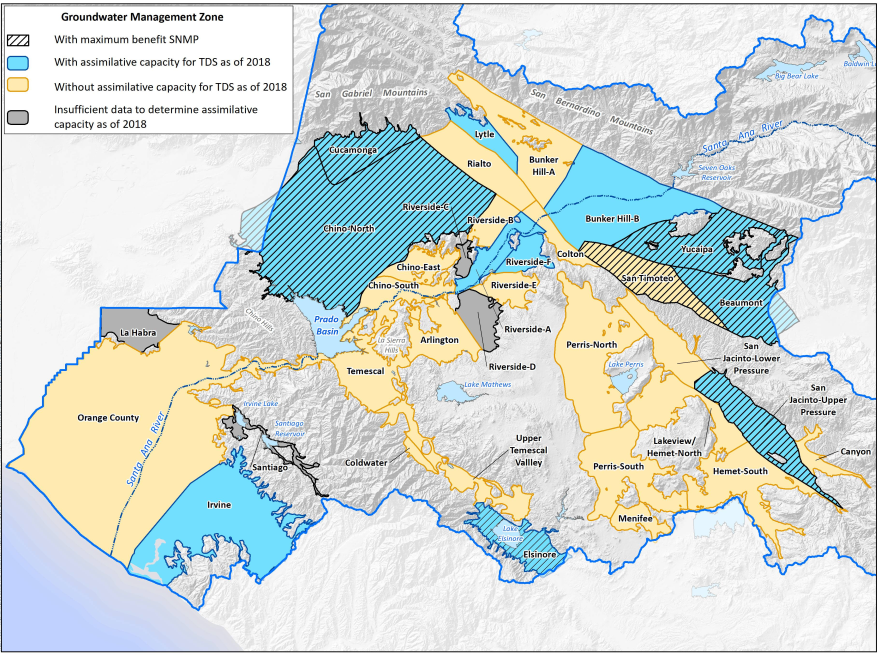 Groundwater Management Zone
With maximum benefit SNMP
With assimilative capacity for TDS as of 2018
Without assimilative capacity for TDS as of 2018
Insufficient data to determine assimilative
capacity as of 2018
San Gabriel Mountains
San Bernardino Mountains
Big Bear Lake
Baldwin L
Santa Ana River
Seven Oaks
Reservoir
Lytle
Cucamonga
Rialto
Bunker
Hill-A
Riverside-C
Riverside-B
Bunker Hill-B
Chino-North
Colton
Yucaipa
Riverside-F
Chino-East
San Timoteo
Chino-South
Riverside-E
Beaumont
Prado
Basin
Chino Hills
La Habra
La Sierra
Hills
Arlington
Riverside-A
Perris-North
San
Jacinto-Lower
Pressure
Riverside-D
Temescal
Lake Perris
Lake Mathews
San
Jacinto-Upper
Pressure
Orange County
Irvine Lake
Santiago
Reservoir
Santa Ana River
Lakeview/
Hemet-North
Upper
Temescal
Vallley
Canyon
Coldwater
Santiago
Perris-South
Hemet-South
Irvine
Menifee
Lake
Elsinore
Elsinore